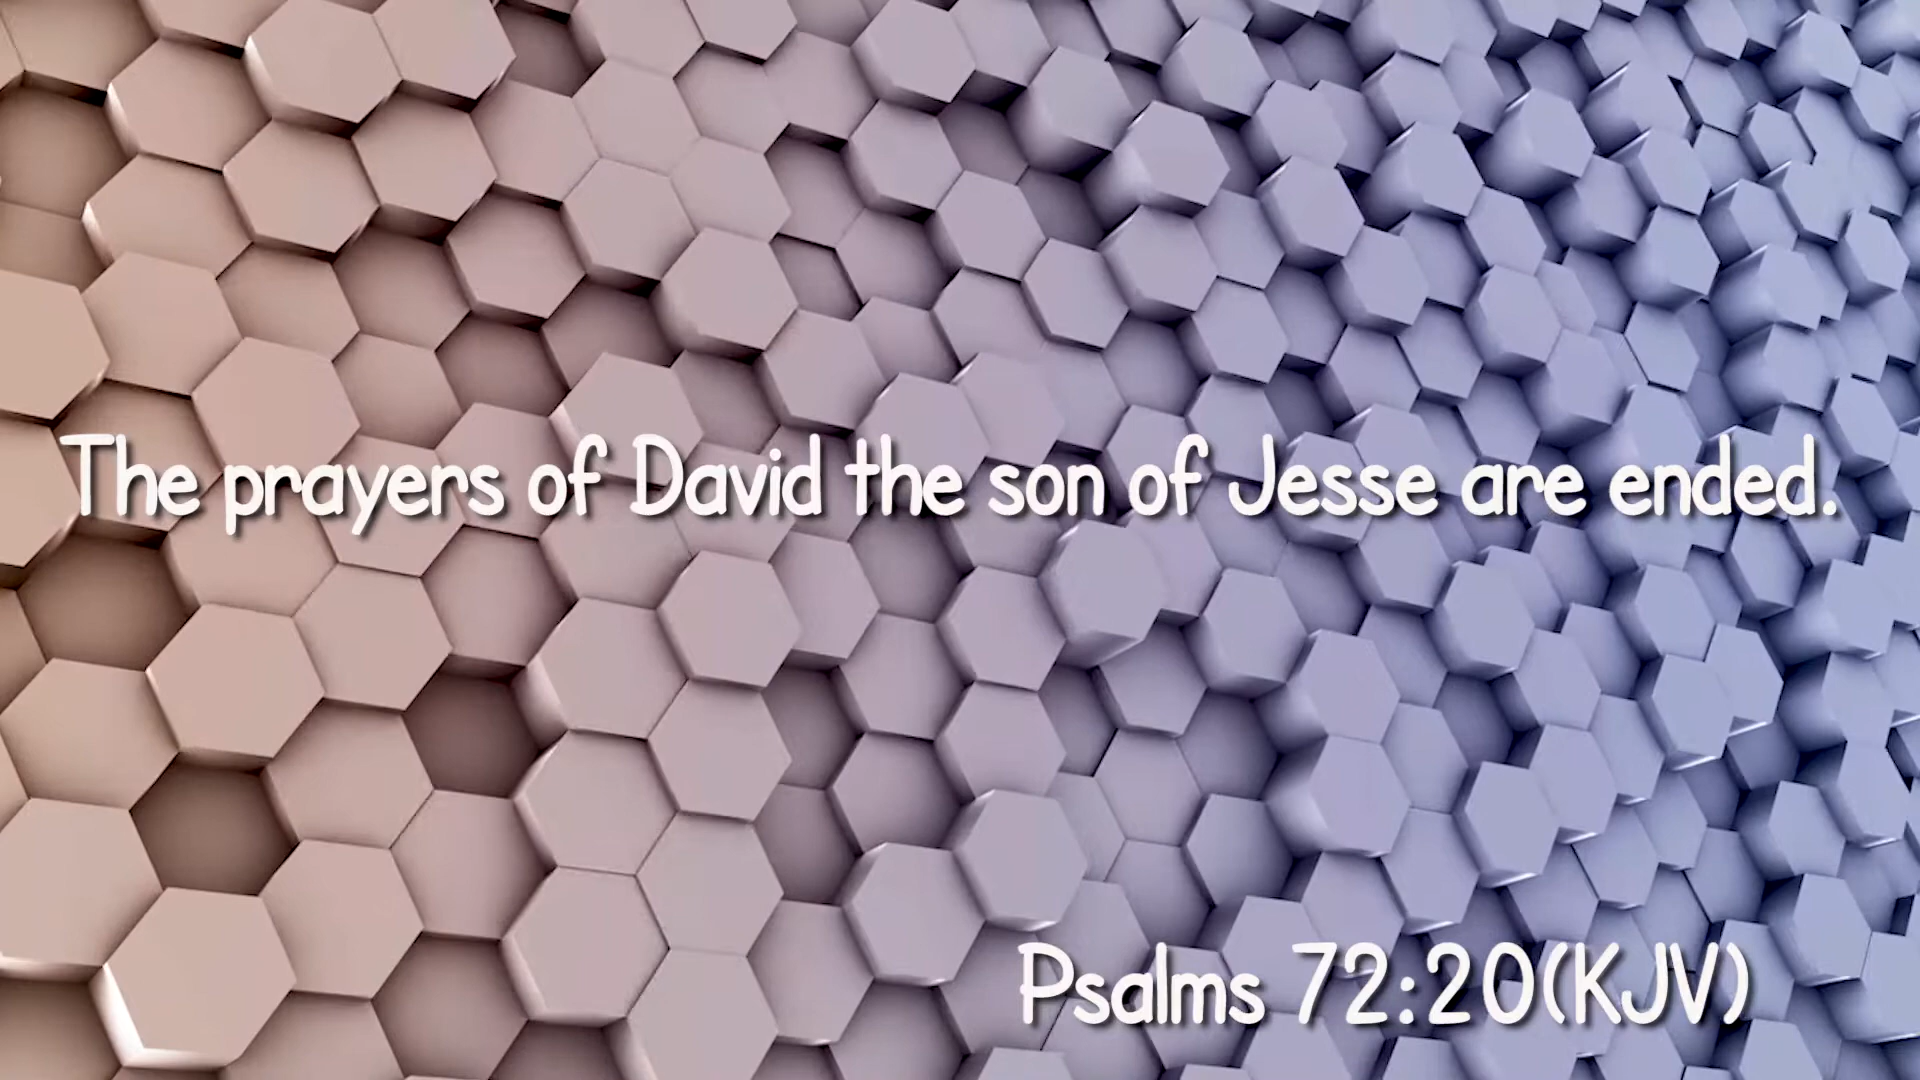 The prayers of David the son of Jesse are ended.
Psalms 72:20(KJV)